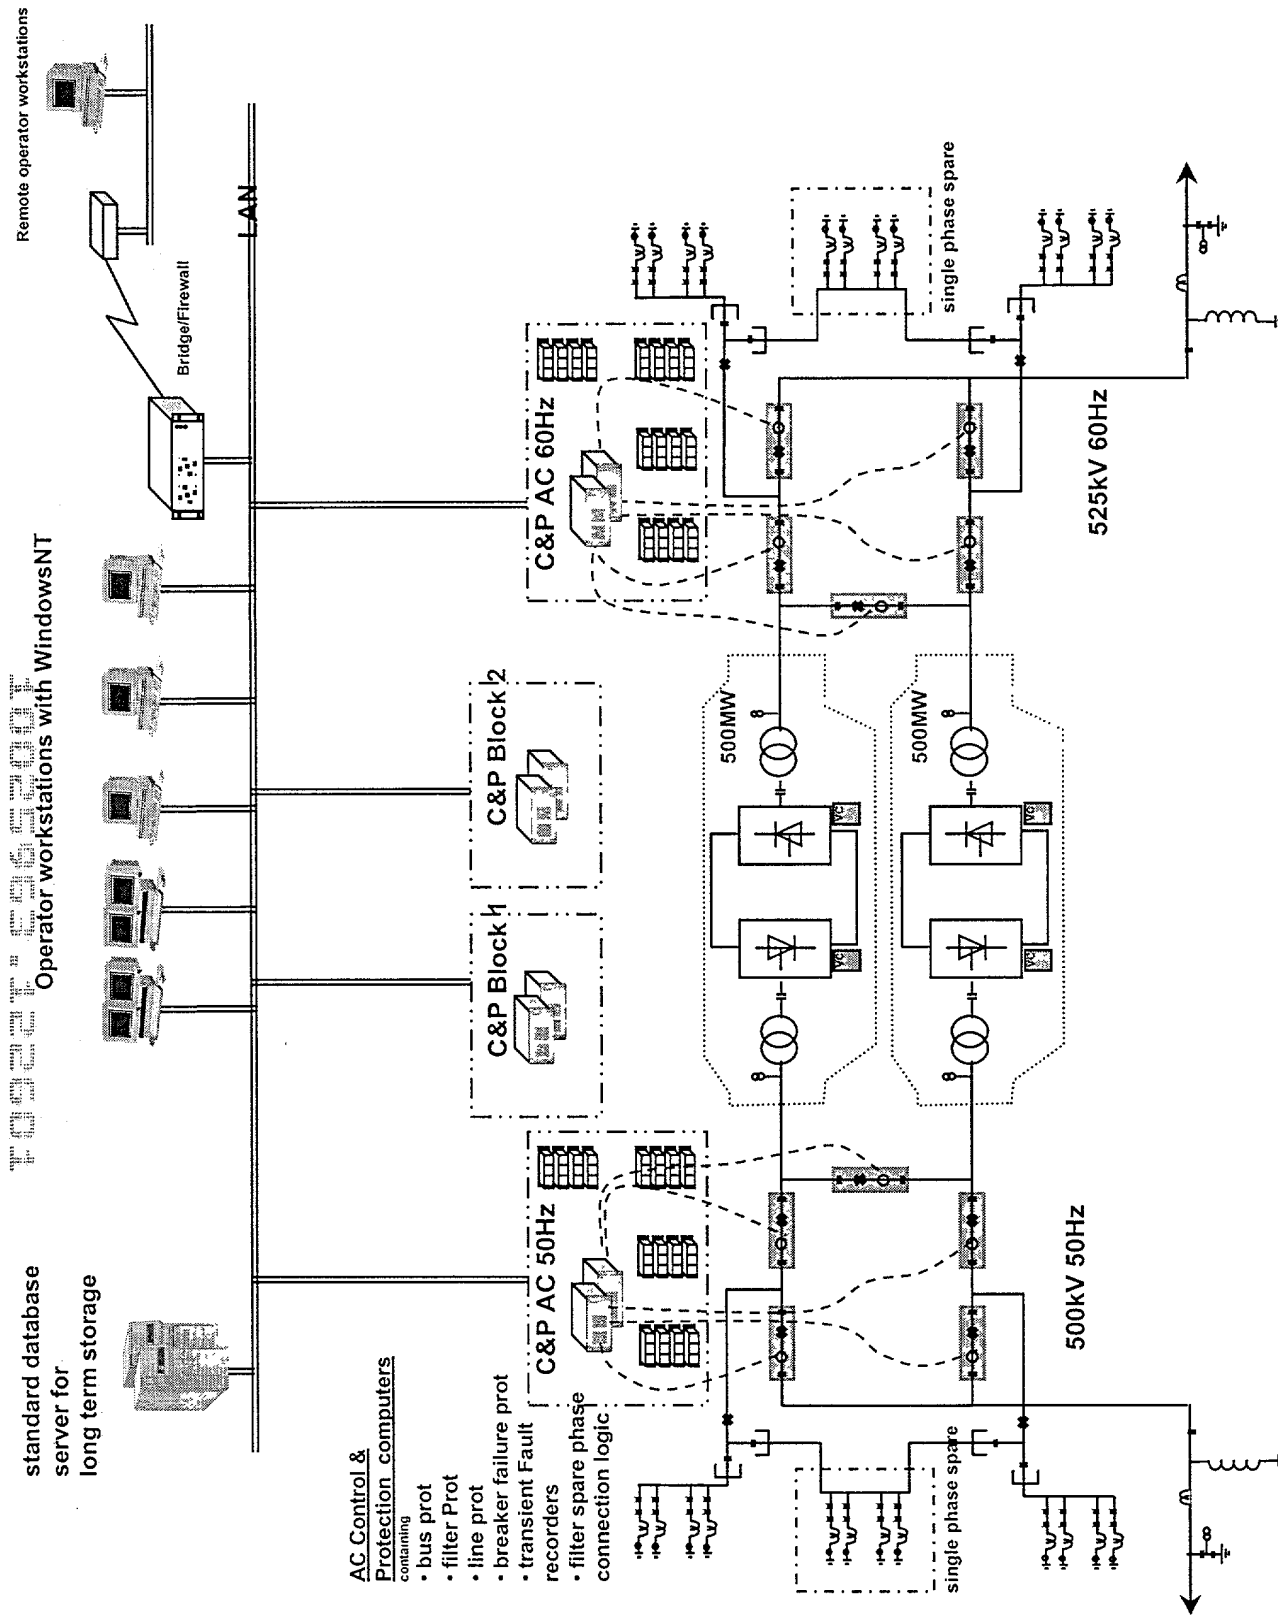 standard database
server for
long term storage
Operator workstations with WindowsNT
Remote operator workstations
Bridge/Firewall
LAN
AC Control &
Protection computers
containing
• bus prot
• filter Prot
• line prot
• breaker failure prot
• transient Fault
recorders
• filter spare phase
connection logic
C&P AC 50Hz
C&P Block 1
C&P Block 2
C&P AC 60Hz
500MW
VC
VC
500MW
VC
VC
single phase spare
single phase spare
500kV 50Hz
525kV 60Hz